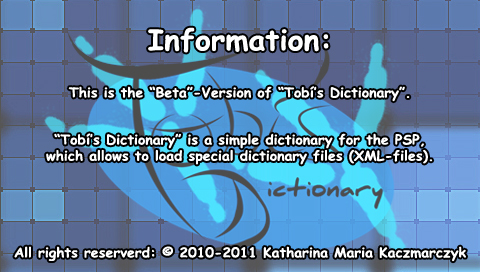 Information:
This is the “Beta”-Version of “Tobi´s Dictionary”.
“Tobi´s Dictionary” is a simple dictionary for the PSP,
which allows to load special dictionary files (XML-files).
ictionary
All rights reserverd: © 2010-2011 Katharina Maria Kaczmarczyk